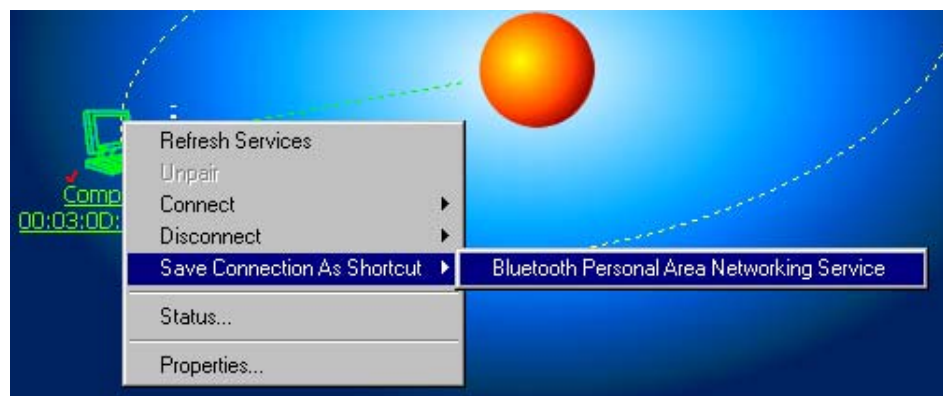 Refresh Services
Unpair
Connect
Disconnect
Save Connection As Shortcut
Bluetooth Personal Area Networking Service
Status...
Properties...
Comp
00:03:0D: